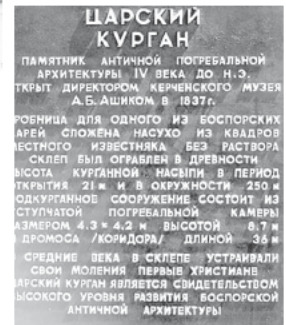 ЦАРСКИЙ
КУРГАН
ПАМЯТНИК АНТИЧНОЙ ПОГРЕБАЛЬНОЙ
АРХИТЕКТУРЫ IV ВЕКА ДО Н.Э.
ТКРЫТ ДИРЕКТОРОМ КЕРЧЕНСКОГО МУЗЕЯ
А.Б. АШИКОМ В 1837г.
РОБНИЦА ДЛЯ ОДНОГО ИЗ БОСПОРСКИХ
АРЕЙ СЛОЖЕНА НАСУХО ИЗ КВАДРОВ
МЕСТНОГО ИЗВЕСТНЯКА БЕЗ РАСТВОРА
СКЛЕП БЫЛ ОГРАБЛЕН В ДРЕВНОСТИ
ЫСОТА КУРГАННОЙ НАСЫПИ В ПЕРИОД
ТКРЫТИЯ 21 м И В ОКРУЖНОСТИ 250 м
ОДКУРГАННОЕ СООРУЖЕНИЕ СОСТОИТ ИЗ
СТУПЧАТОЙ ПОГРЕБАЛЬНОЙ КАМЕРЫ
АЗМЕРОМ 4.3 × 4.2 м ВЫСОТОЙ 8.7 м
ДРОМОСА /КОРИДОРА/ ДЛИНОЙ 36 м
СРЕДНИЕ ВЕКА В СКЛЕПЕ УСТРАИВАЛИ
СВОИ МОЛЕНИЯ ПЕРВЫЕ ХРИСТИАНЕ
ЦАРСКИЙ КУРГАН ЯВЛЯЕТСЯ СВИДЕТЕЛЬСТВОМ
ЫСОКОГО УРОВНЯ РАЗВИТИЯ БОСПОРСКОЙ
АНТИЧНОЙ АРХИТЕКТУРЫ